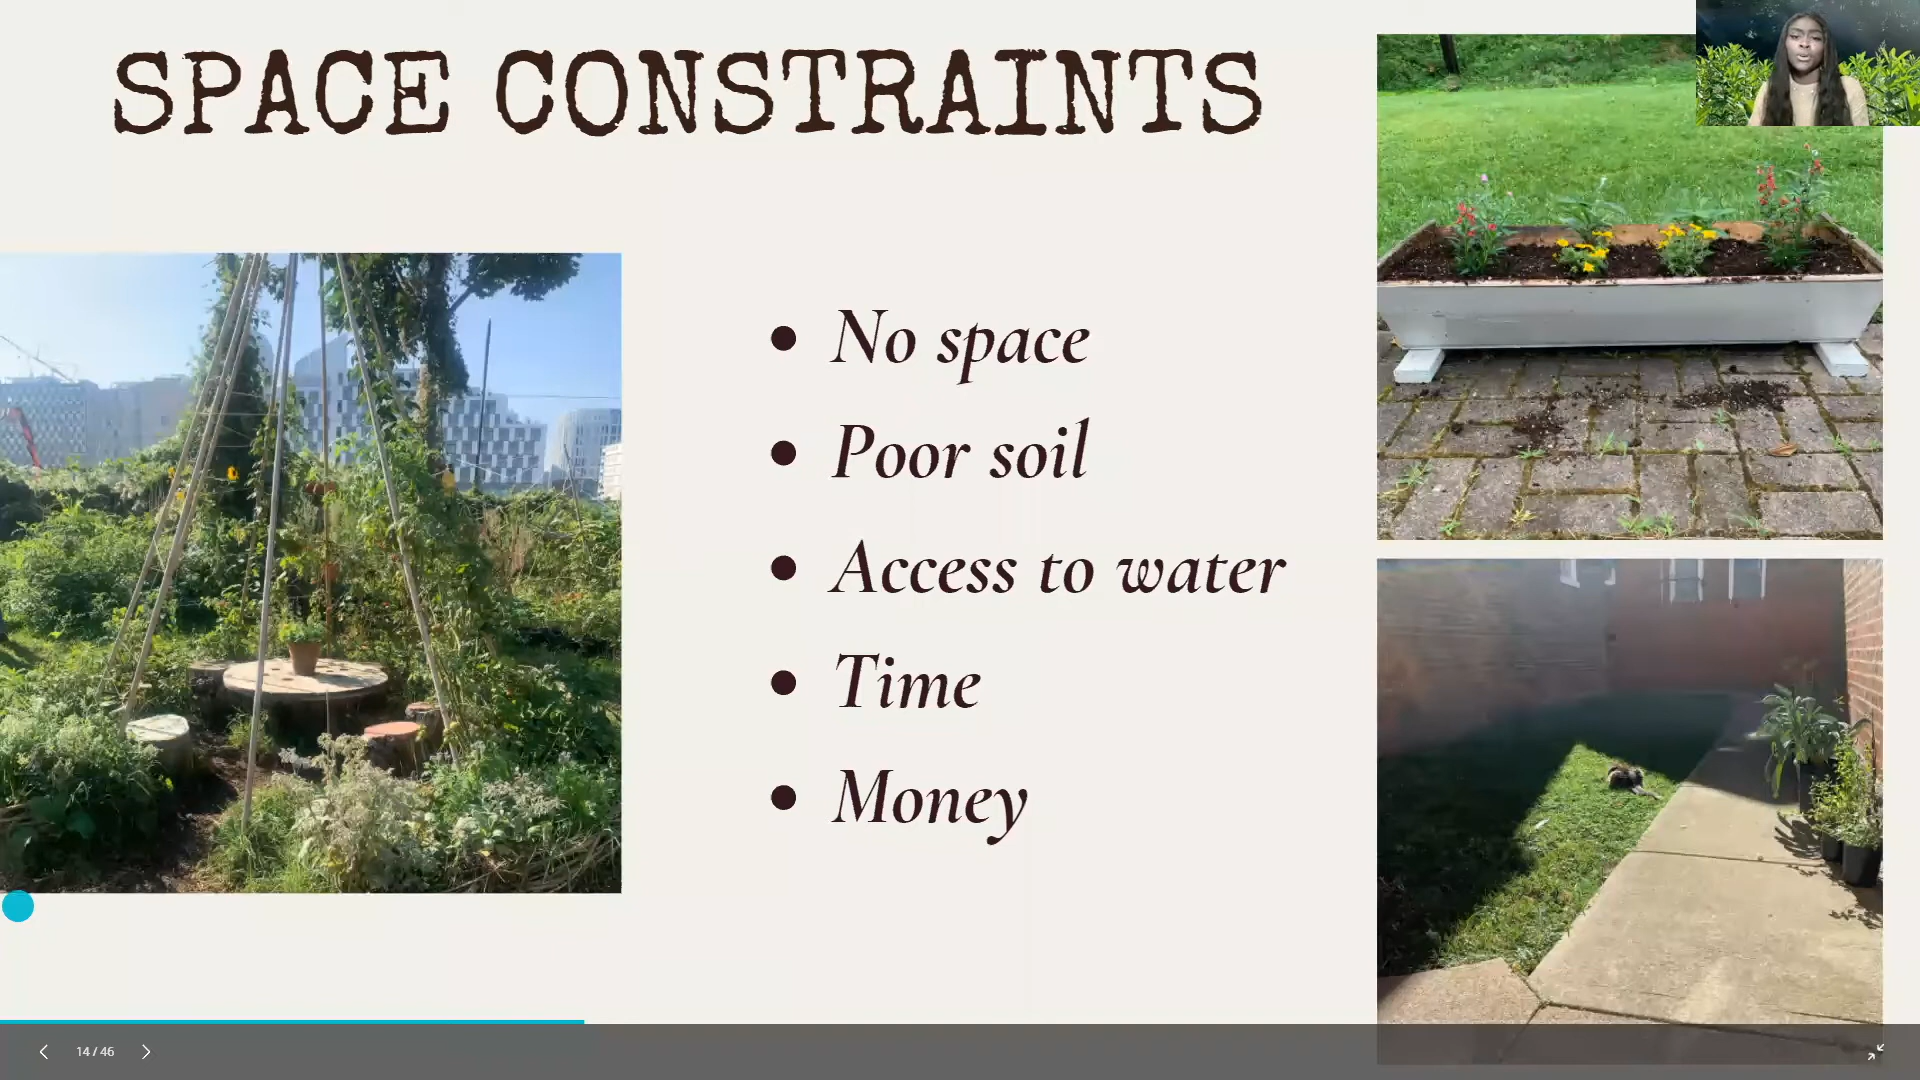 SPACE CONSTRAINTS
No space
Poor soil
Access to water
Time
Money
14 / 46